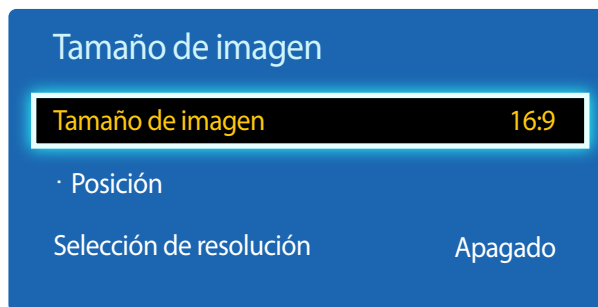 Tamaño de imagen
Tamaño de imagen 16:9
· Posición
Selección de resolución Apagado